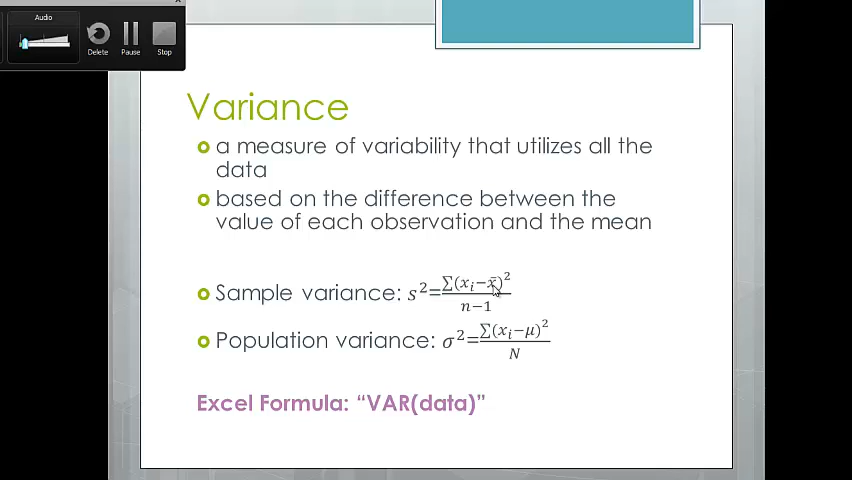 Audio
Delete
Pause
Stop
Variance
a measure of variability that utilizes all the
data
based on the difference between the
value of each observation and the mean
Sample variance: s²=∑(xᵢ−x̄)²/n−1
Population variance: σ²=∑(xᵢ−μ)²/N
Excel Formula: “VAR(data)”